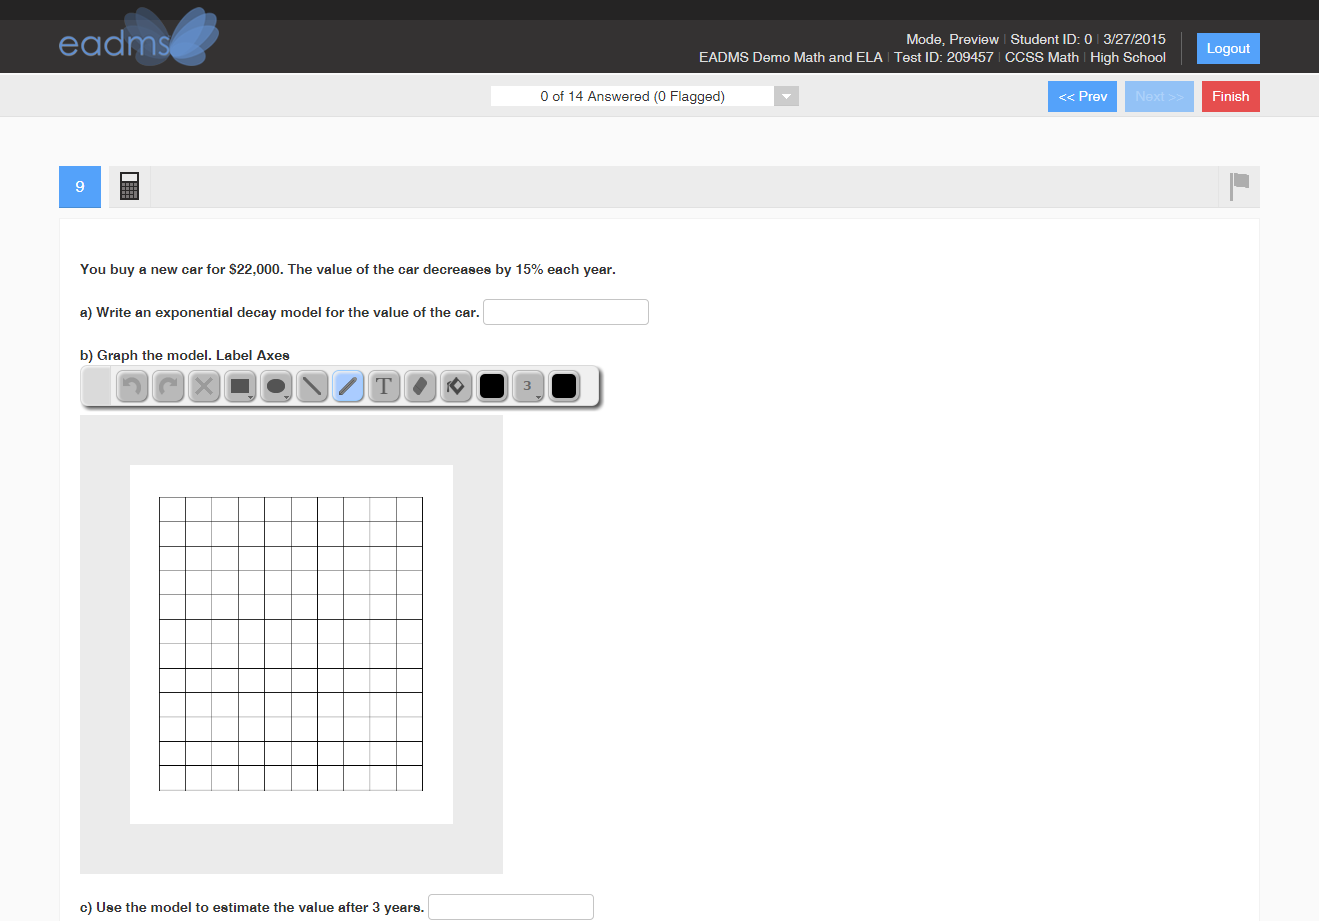 eadms
Mode, Preview | Student ID: 0 | 3/27/2015
EADMS Demo Math and ELA | Test ID: 209457 | CCSS Math | High School
Logout
0 of 14 Answered (0 Flagged)
<< Prev
Next >>
Finish
9
You buy a new car for $22,000. The value of the car decreases by 15% each year.
a) Write an exponential decay model for the value of the car.
b) Graph the model. Label Axes
T
3
c) Use the model to estimate the value after 3 years.